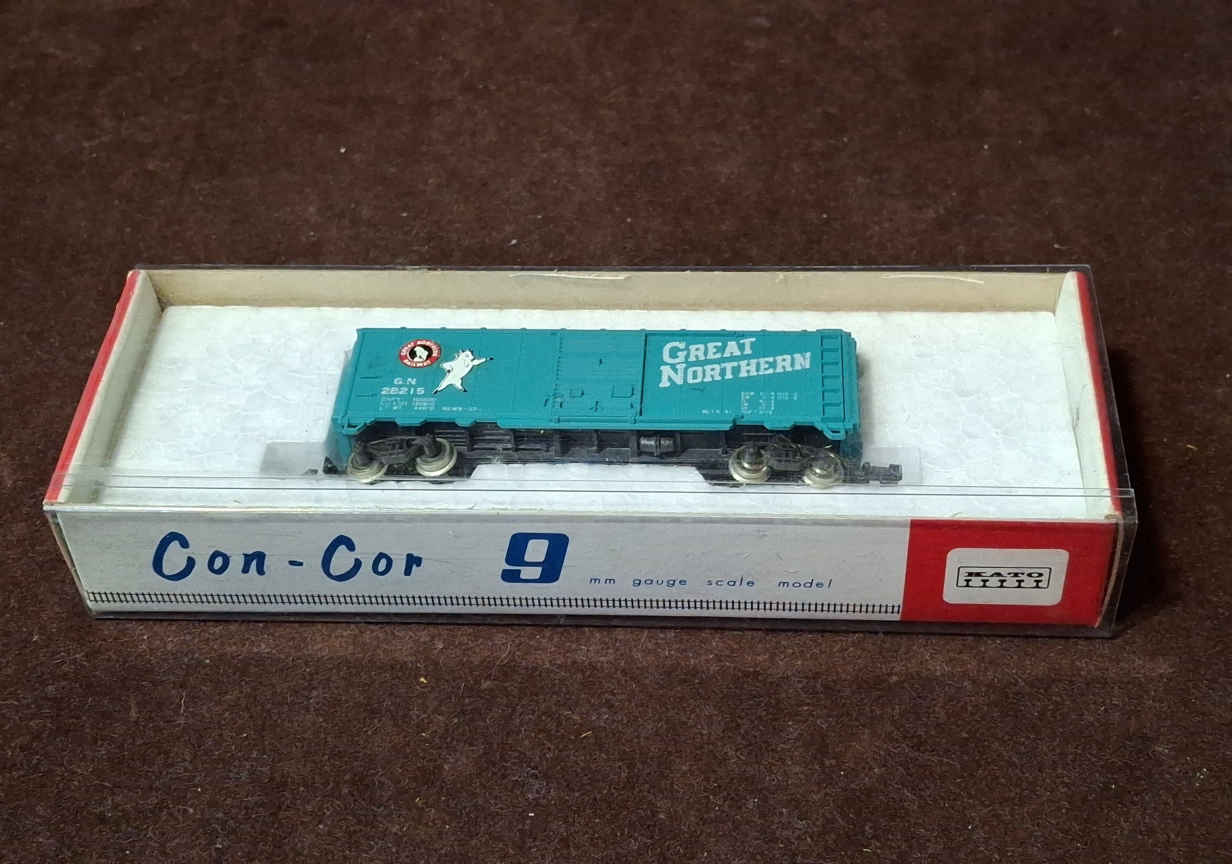 GREAT
NORTHERN
G.N
28215
Con-Cor 9 mm gauge scale model
KATO